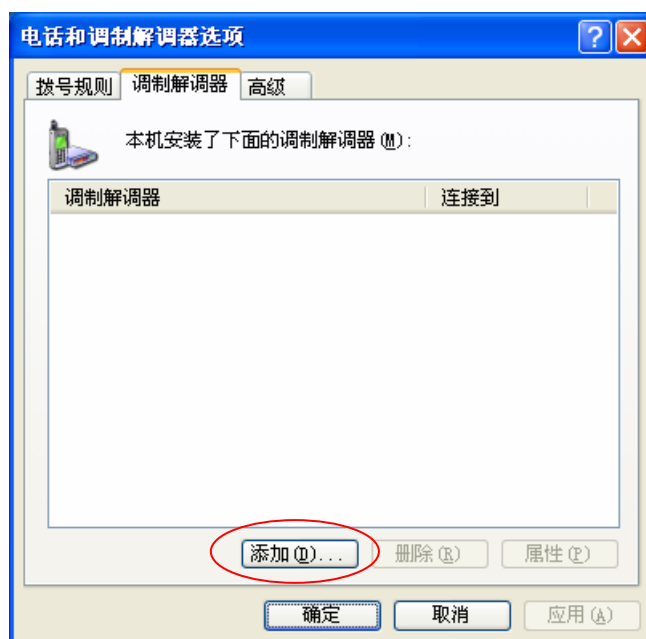 电话和调制解调器选项
拨号规则 调制解调器 高级
本机安装了下面的调制解调器(M):
调制解调器 连接到
添加(D)... 删除(R) 属性(P)
确定 取消 应用(A)